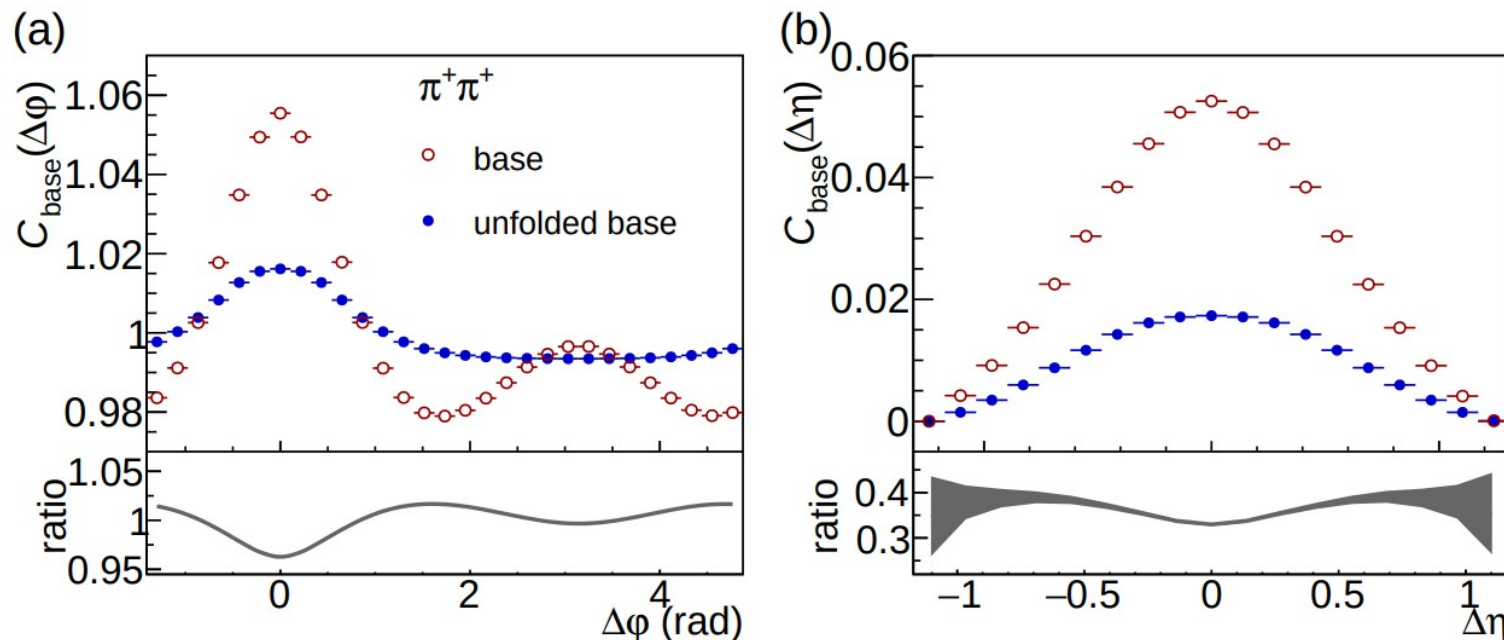 (a)
C_base(Δφ)
1.06
1.04
1.02
1
0.98
π⁺π⁺
base
unfolded base
ratio
1.05
1
0.95
0 2 4
Δφ (rad)
(b)
C_base(Δη)
0.06
0.04
0.02
0
ratio
0.4
0.3
−1 −0.5 0 0.5 1
Δη